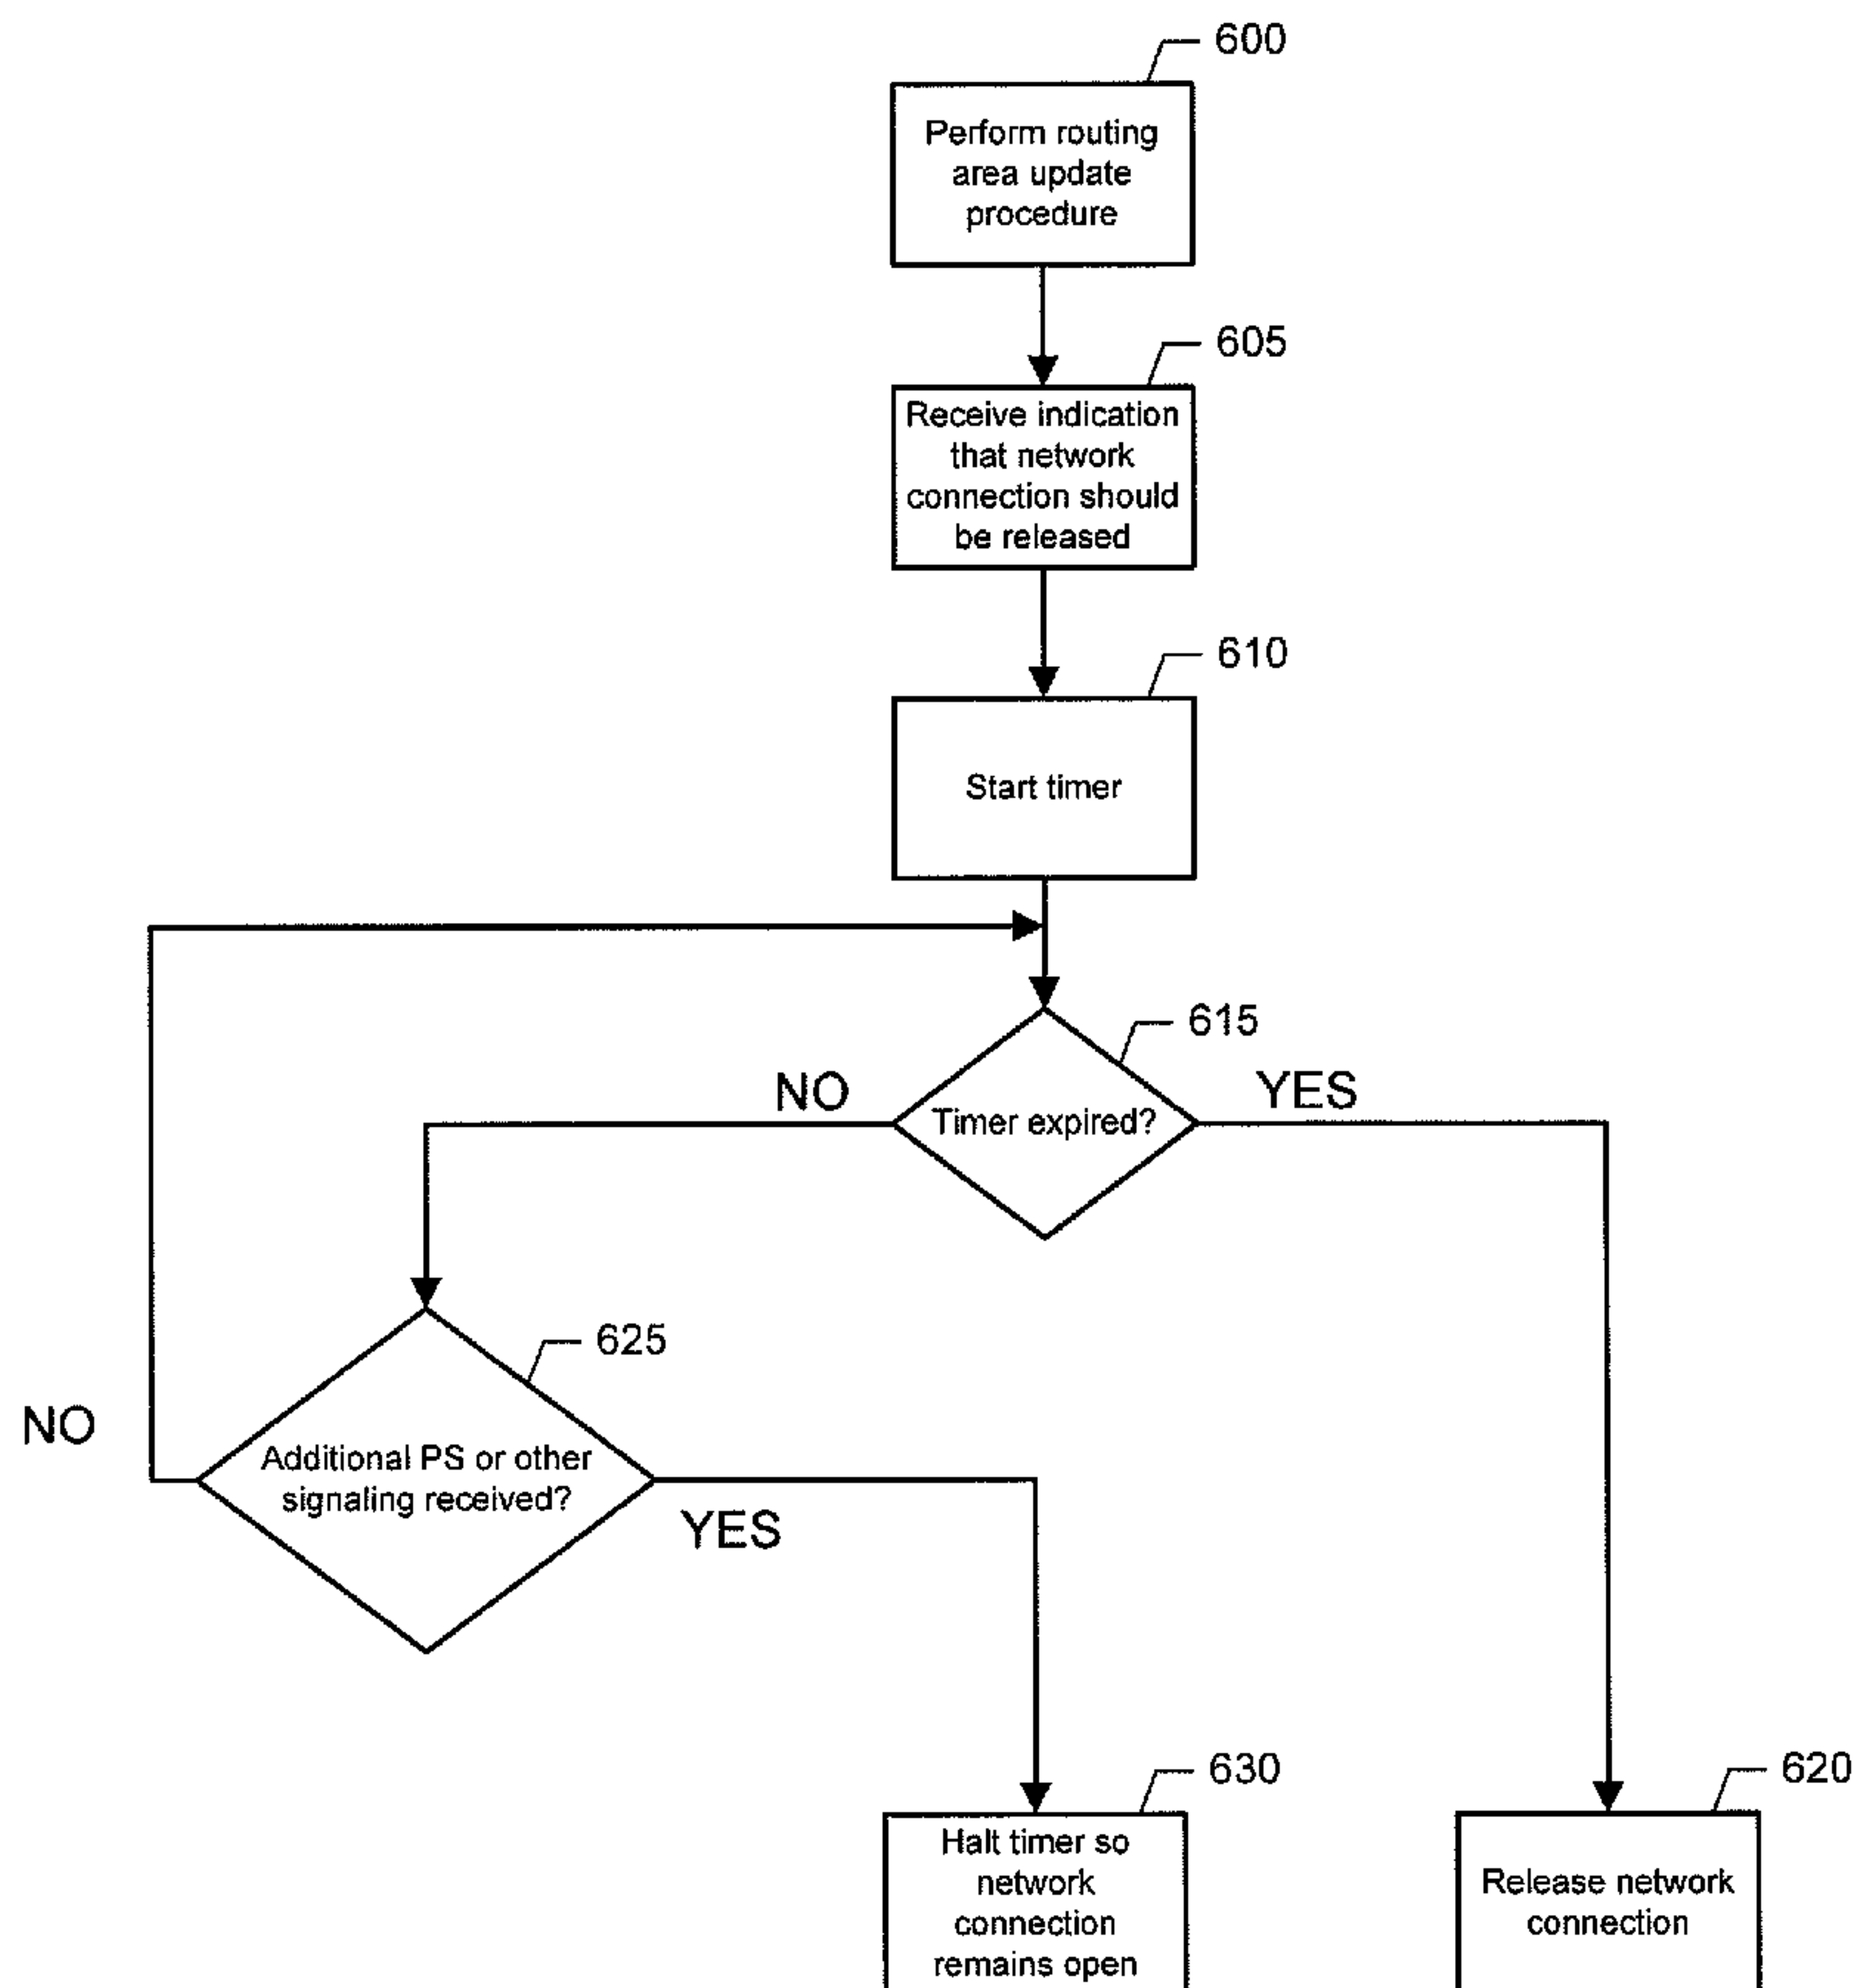 600
Perform routing
area update
procedure
605
Receive indication
that network
connection should
be released
610
Start timer
615
NO
YES
Timer expired?
625
NO
Additional PS or other
signaling received?
YES
630
620
Halt timer so
network
connection
remains open
Release network
connection